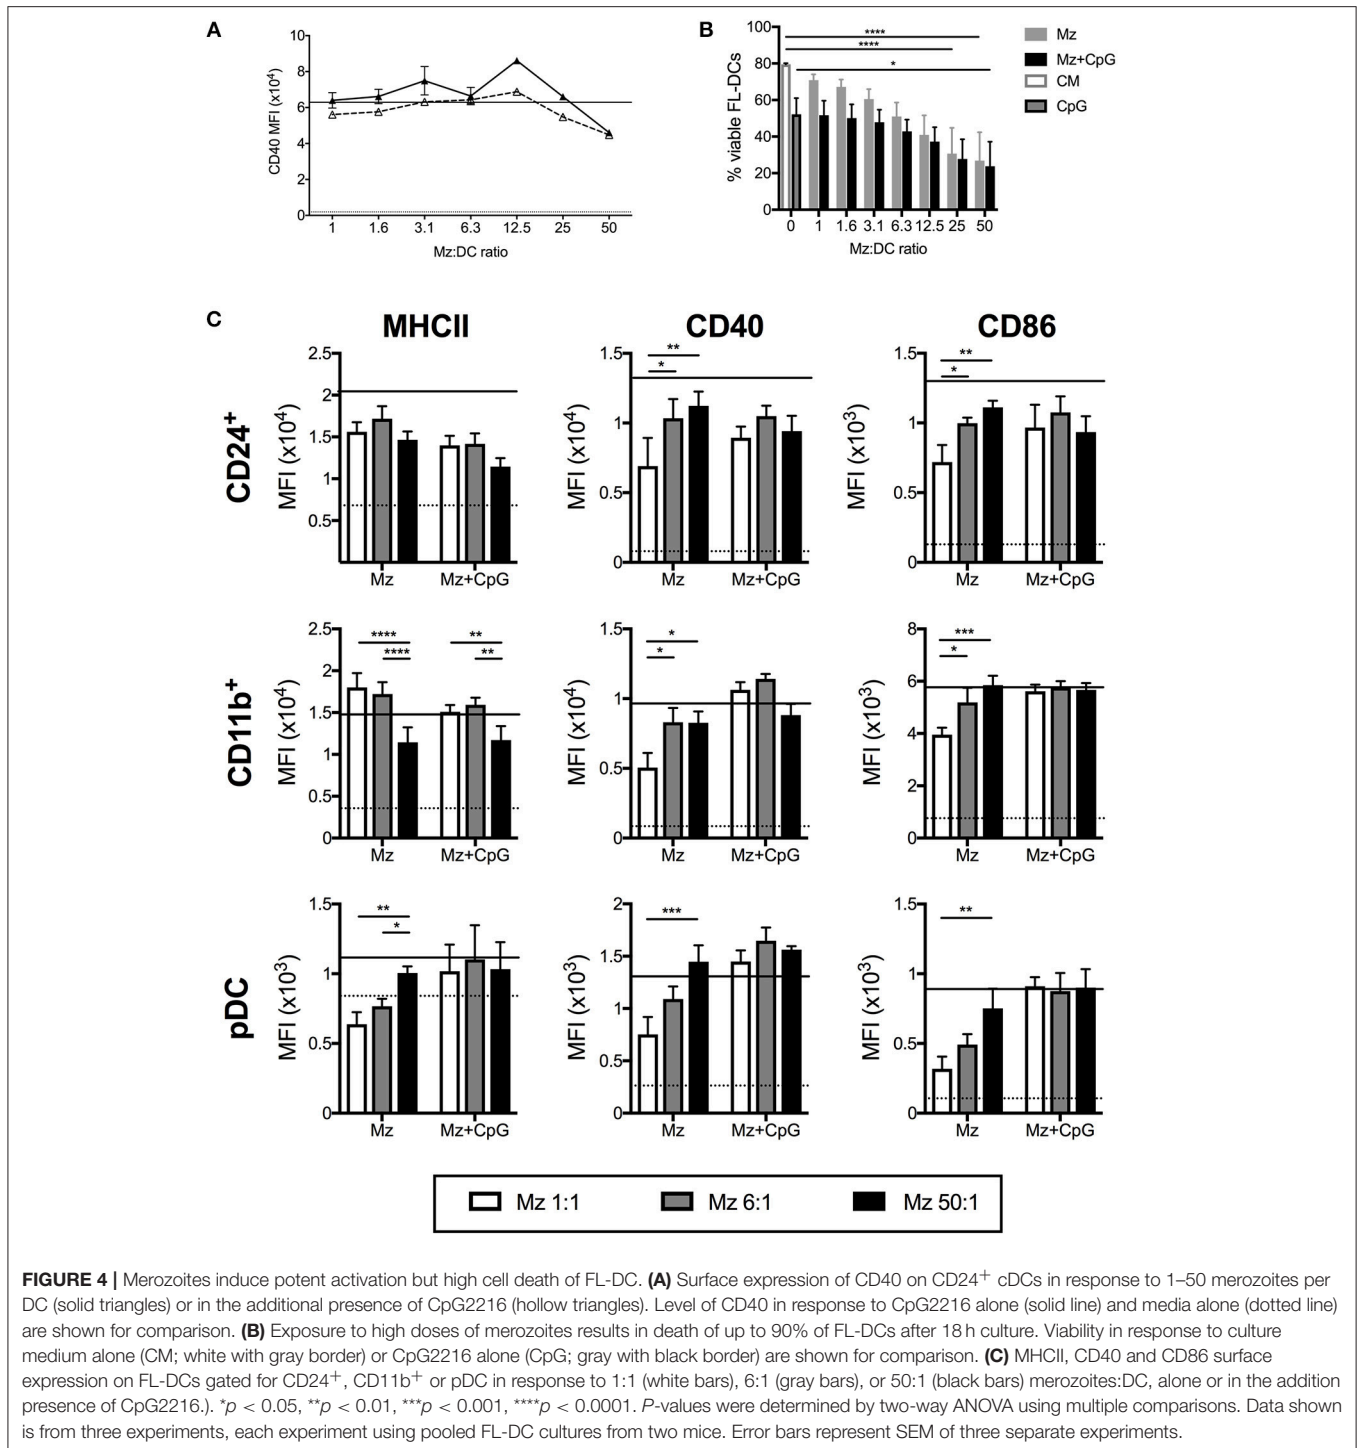 A
10
8
6
4
2
0
CD40 MFI (x10⁴)
1 1.6 3.1 6.3 12.5 25 50
Mz:DC ratio
B
100
80
60
40
20
0
% viable FL-DCs
****
****
*
0 1 1.6 3.1 6.3 12.5 25 50
Mz:DC ratio
Mz
Mz+CpG
CM
CpG
C
MHCII CD40 CD86
CD24⁺
2.5
2
1.5
1
0.5
MFI (x10⁴)
Mz Mz+CpG
**
*
1.5
1
0.5
0
MFI (x10⁴)
Mz Mz+CpG
**
*
1.5
1
0.5
0
MFI (x10³)
Mz Mz+CpG
CD11b⁺
**** **
**** **
2.5
2
1.5
1
0.5
0
MFI (x10⁴)
Mz Mz+CpG
*
*
1.5
1
0.5
0
MFI (x10⁴)
Mz Mz+CpG
***
*
8
6
4
2
0
MFI (x10³)
Mz Mz+CpG
pDC
**
*
1.5
1
0.5
0
MFI (x10³)
Mz Mz+CpG
***
2
1.5
1
0.5
0
MFI (x10³)
Mz Mz+CpG
**
1.5
1
0.5
0
MFI (x10³)
Mz Mz+CpG
Mz 1:1 Mz 6:1 Mz 50:1
FIGURE 4 | Merozoites induce potent activation but high cell death of FL-DC. (A) Surface expression of CD40 on CD24⁺ cDCs in response to 1–50 merozoites per
DC (solid triangles) or in the additional presence of CpG2216 (hollow triangles). Level of CD40 in response to CpG2216 alone (solid line) and media alone (dotted line)
are shown for comparison. (B) Exposure to high doses of merozoites results in death of up to 90% of FL-DCs after 18 h culture. Viability in response to culture
medium alone (CM; white with gray border) or CpG2216 alone (CpG; gray with black border) are shown for comparison. (C) MHCII, CD40 and CD86 surface
expression on FL-DCs gated for CD24⁺, CD11b⁺ or pDC in response to 1:1 (white bars), 6:1 (gray bars), or 50:1 (black bars) merozoites:DC, alone or in the addition
presence of CpG2216.). *p < 0.05, **p < 0.01, ***p < 0.001, ****p < 0.0001. P-values were determined by two-way ANOVA using multiple comparisons. Data shown
is from three experiments, each experiment using pooled FL-DC cultures from two mice. Error bars represent SEM of three separate experiments.